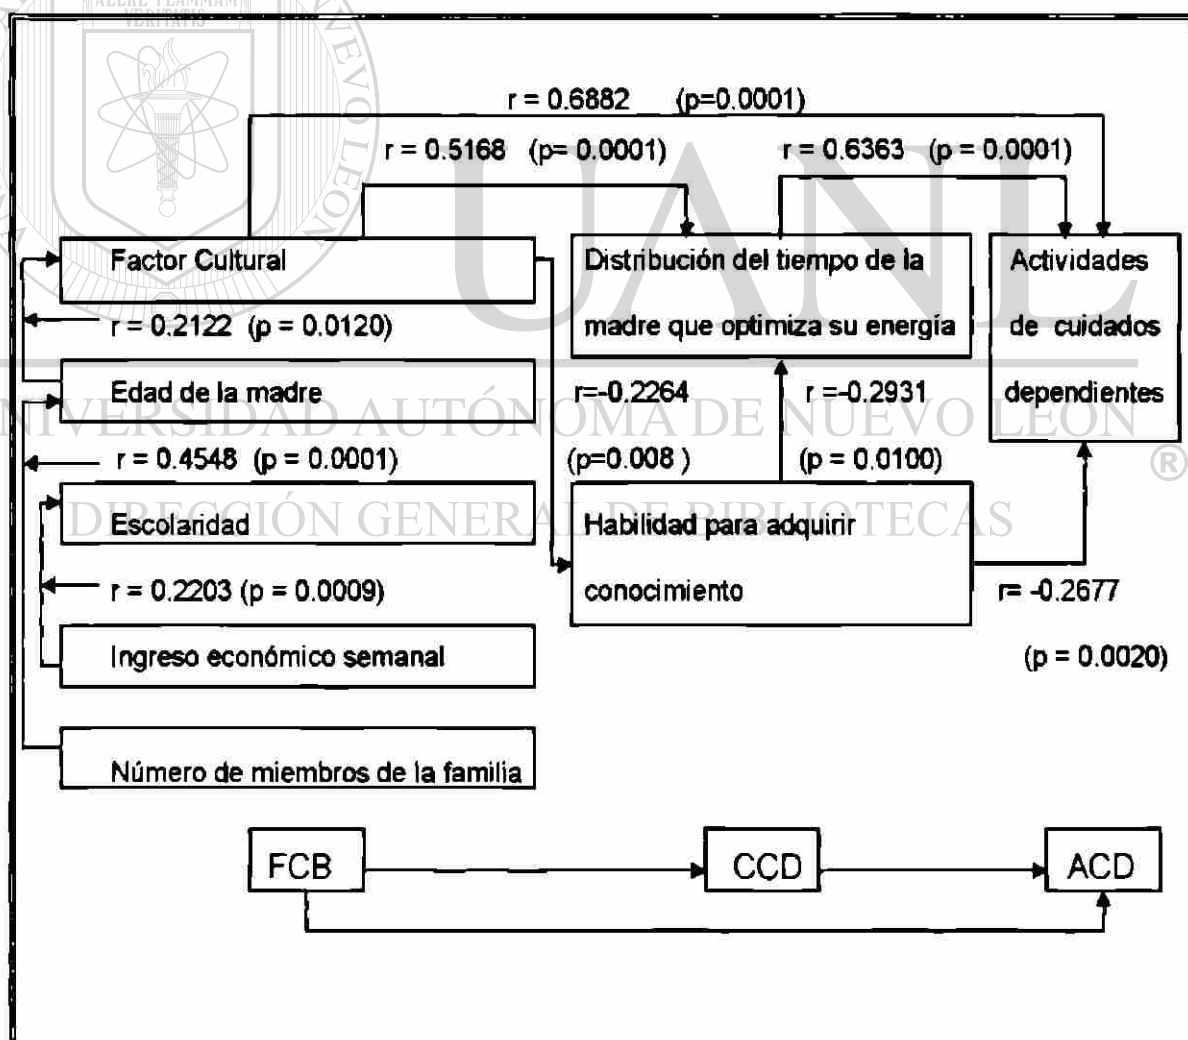 ALERE FLAMMAM
VERITATIS
r = 0.6882 (p=0.0001)
r = 0.5168 (p= 0.0001) r = 0.6363 (p = 0.0001)
UANL
Factor Cultural
Distribución del tiempo de la
madre que optimiza su energía
Actividades
de cuidados
dependientes
r = 0.2122 (p = 0.0120)
Edad de la madre
r=-0.2264 r =-0.2931
UNIVERSIDAD AUTÓNOMA DE NUEVO LEÓN
®
r = 0.4548 (p = 0.0001)
(p=0.008 ) (p = 0.0100)
Escolaridad
DIRECCIÓN GENERAL DE BIBLIOTECAS
Habilidad para adquirir
conocimiento
r = 0.2203 (p = 0.0009)
r= -0.2677
(p = 0.0020)
Ingreso económico semanal
Número de miembros de la familia
FCB CCD ACD